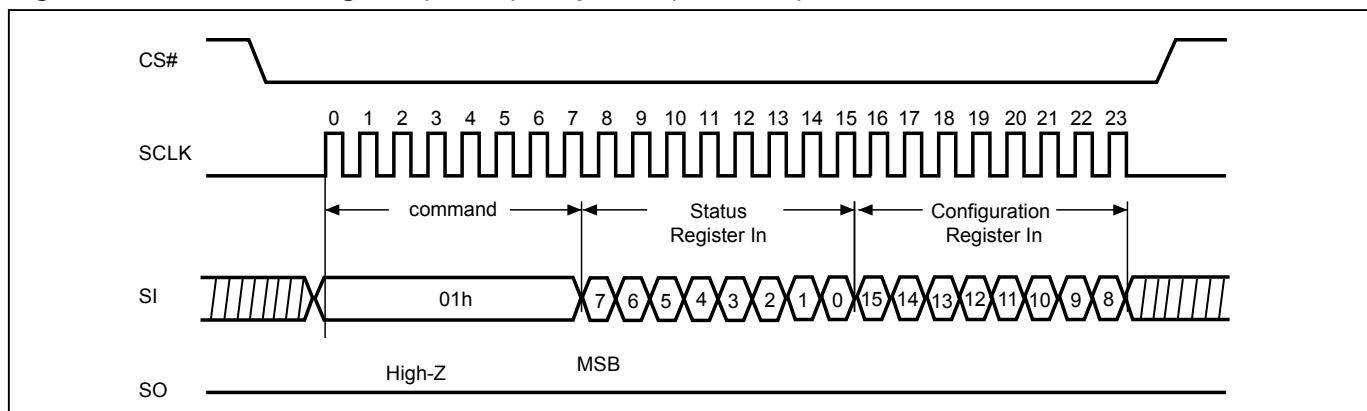 CS#
0 1 2 3 4 5 6 7 8 9 10 11 12 13 14 15 16 17 18 19 20 21 22 23
SCLK
command
Status
Register In
Configuration
Register In
SI
01h
7 6 5 4 3 2 1 0 15 14 13 12 11 10 9 8
High-Z
MSB
SO